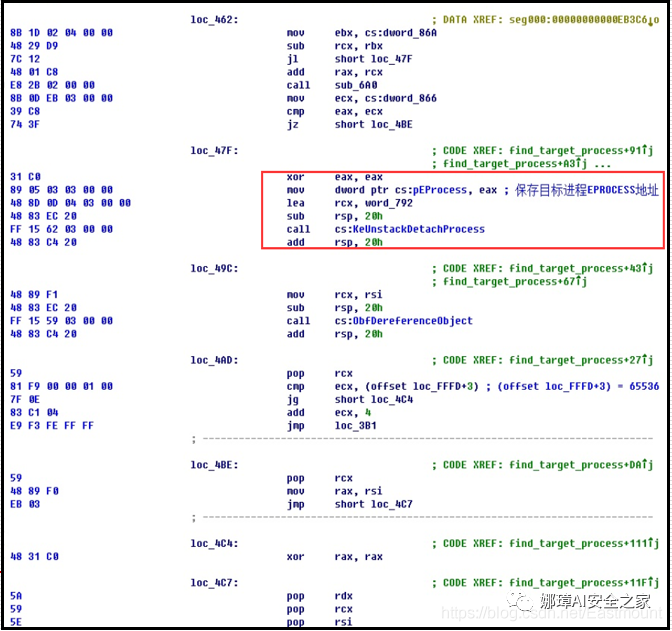 loc_462: ; DATA XREF: seg000:00000000000EB3C6↓o
8B 1D 02 04 00 00 mov ebx, cs:dword_86A
48 29 D9 sub rcx, rbx
7C 12 jl short loc_47F
48 01 C8 add rax, rcx
E8 2B 02 00 00 call sub_6A0
8B 0D EB 03 00 00 mov ecx, cs:dword_866
39 C8 cmp eax, ecx
74 3F jz short loc_4BE
loc_47F: ; CODE XREF: find_target_process+91↑j
; find_target_process+A3↑j ...
31 C0 xor eax, eax
89 05 03 03 00 00 mov dword ptr cs:pEProcess, eax ; 保存目标进程EPROCESS地址
48 8D 0D 04 03 00 00 lea rcx, word_792
48 83 EC 20 sub rsp, 20h
FF 15 62 03 00 00 call cs:KeUnstackDetachProcess
48 83 C4 20 add rsp, 20h
loc_49C: ; CODE XREF: find_target_process+43↑j
; find_target_process+67↑j
48 89 F1 mov rcx, rsi
48 83 EC 20 sub rsp, 20h
FF 15 59 03 00 00 call cs:ObfDereferenceObject
48 83 C4 20 add rsp, 20h
loc_4AD: ; CODE XREF: find_target_process+27↑j
59 pop rcx
81 F9 00 00 01 00 cmp ecx, (offset loc_FFFD+3) ; (offset loc_FFFD+3) = 65536
7F 0E jg short loc_4C4
83 C1 04 add ecx, 4
E9 F3 FE FF FF jmp loc_3B1
; ---------------------------------------------------------------------------
loc_4BE: ; CODE XREF: find_target_process+DA↑j
59 pop rcx
48 89 F0 mov rax, rsi
EB 03 jmp short loc_4C7
; ---------------------------------------------------------------------------
loc_4C4: ; CODE XREF: find_target_process+111↑j
48 31 C0 xor rax, rax
loc_4C7: ; CODE XREF: find_target_process+11F↑j
5A pop rdx
59 pop rcx
5E pop rsi
娜璋AI安全之家
https://blog.csdn.net/Eastmount